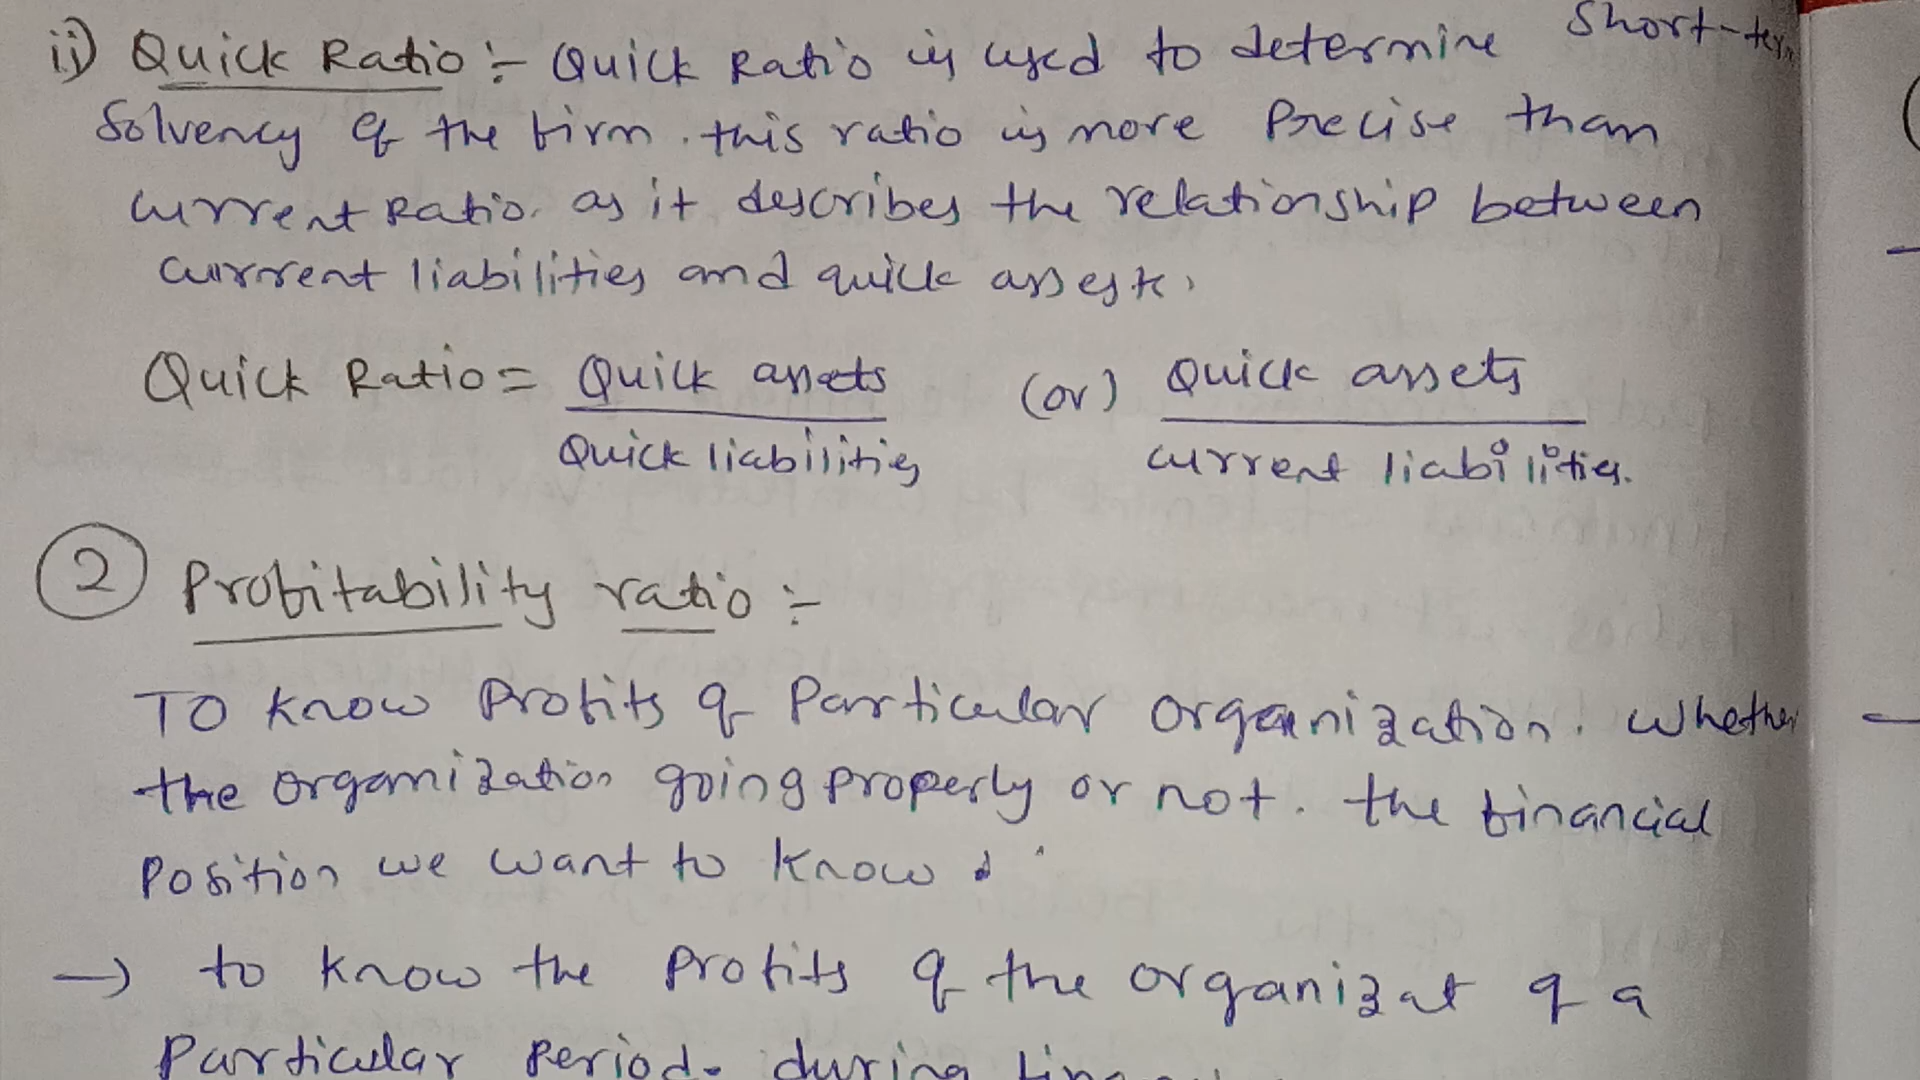 ii) Quick Ratio :- Quick Ratio is used to determine short-term
solvency of the firm. this ratio is more Precise than
current Ratio. as it describes the relationship between
current liabilities and quick assests.
Quick Ratio = Quick assets / Quick liabilities (or) Quick assets / current liabilities.
2 Profitability ratio :-
To know Profits of Particular organization. whether
the organization going properly or not. the financial
Position we want to know
→ to know the Profits of the organizat of a
Particular Period. during